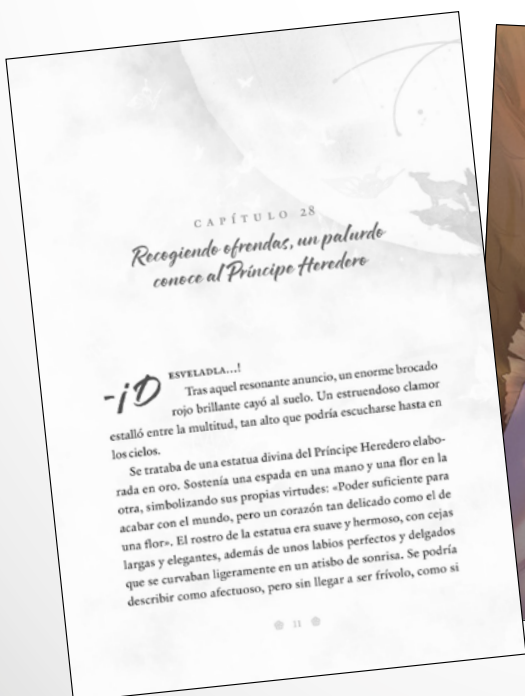 CAPÍTULO 28
Recogiendo ofrendas, un palurdo
conoce al Príncipe Heredero
-¡DESVELADLA...!
Tras aquel resonante anuncio, un enorme brocado
rojo brillante cayó al suelo. Un estruendoso clamor
estalló entre la multitud, tan alto que podría escucharse hasta en
los cielos.
Se trataba de una estatua divina del Príncipe Heredero elabo-
rada en oro. Sostenía una espada en una mano y una flor en la
otra, simbolizando sus propias virtudes: «Poder suficiente para
acabar con el mundo, pero un corazón tan delicado como el de
una flor». El rostro de la estatua era suave y hermoso, con cejas
largas y elegantes, además de unos labios perfectos y delgados
que se curvaban ligeramente en un atisbo de sonrisa. Se podría
describir como afectuoso, pero sin llegar a ser frívolo, como si
11